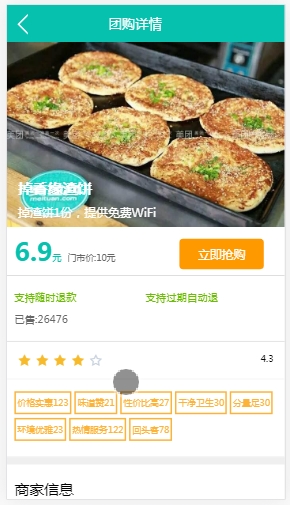 团购详情
美团
美团
掉香掉渣饼
meituan.com
掉渣饼1份，提供免费WiFi
6.9元 门市价:10元 立即抢购
支持随时退款 支持过期自动退
已售:26476
4.3
价格实惠123 味道赞21 性价比高27 干净卫生30 分量足30
环境优雅23 热情服务122 回头客78
商家信息